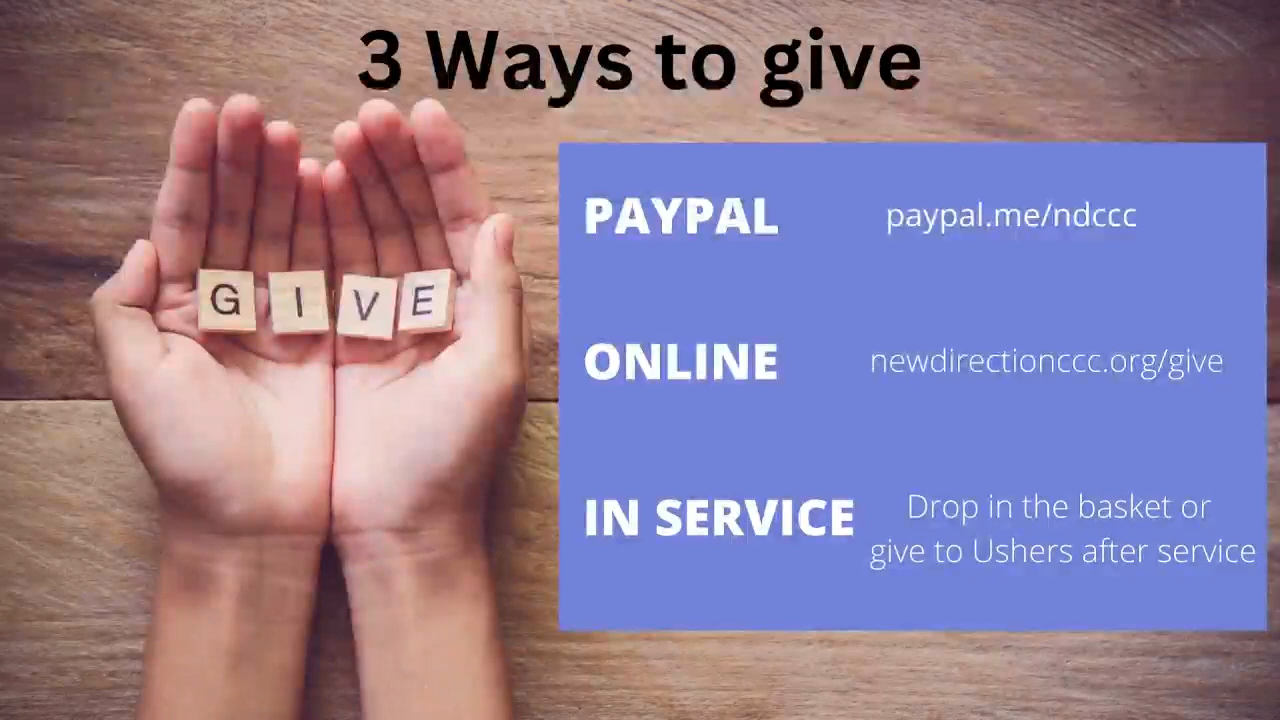 3 Ways to give
G I V E
PAYPAL
paypal.me/ndccc
ONLINE
newdirectionccc.org/give
IN SERVICE
Drop in the basket or
give to Ushers after service